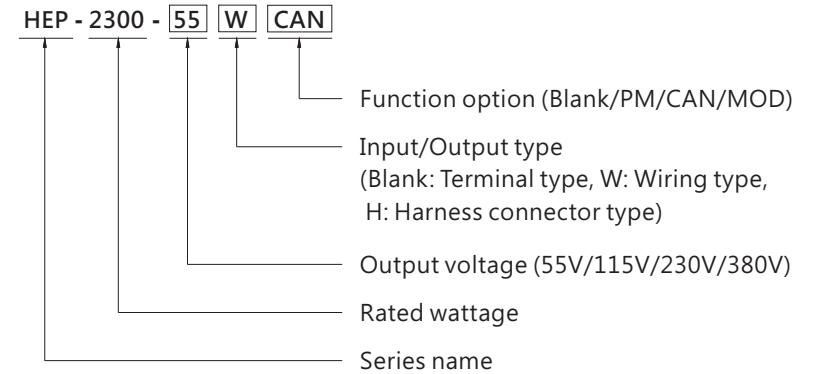 HEP - 2300 - 55 W CAN
Function option (Blank/PM/CAN/MOD)
Input/Output type
(Blank: Terminal type, W: Wiring type,
H: Harness connector type)
Output voltage (55V/115V/230V/380V)
Rated wattage
Series name